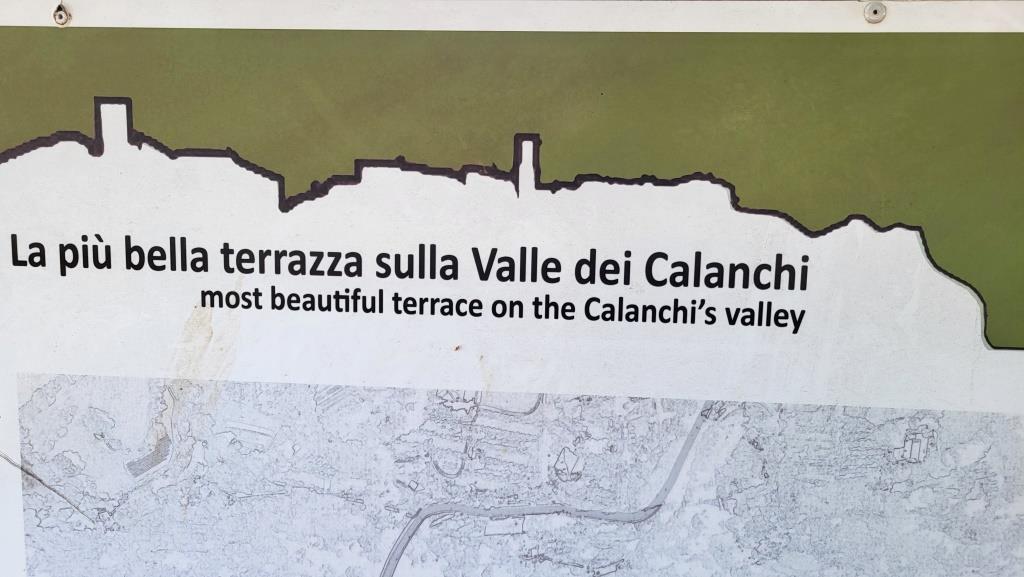 La più bella terrazza sulla Valle dei Calanchi
most beautiful terrace on the Calanchi's valley